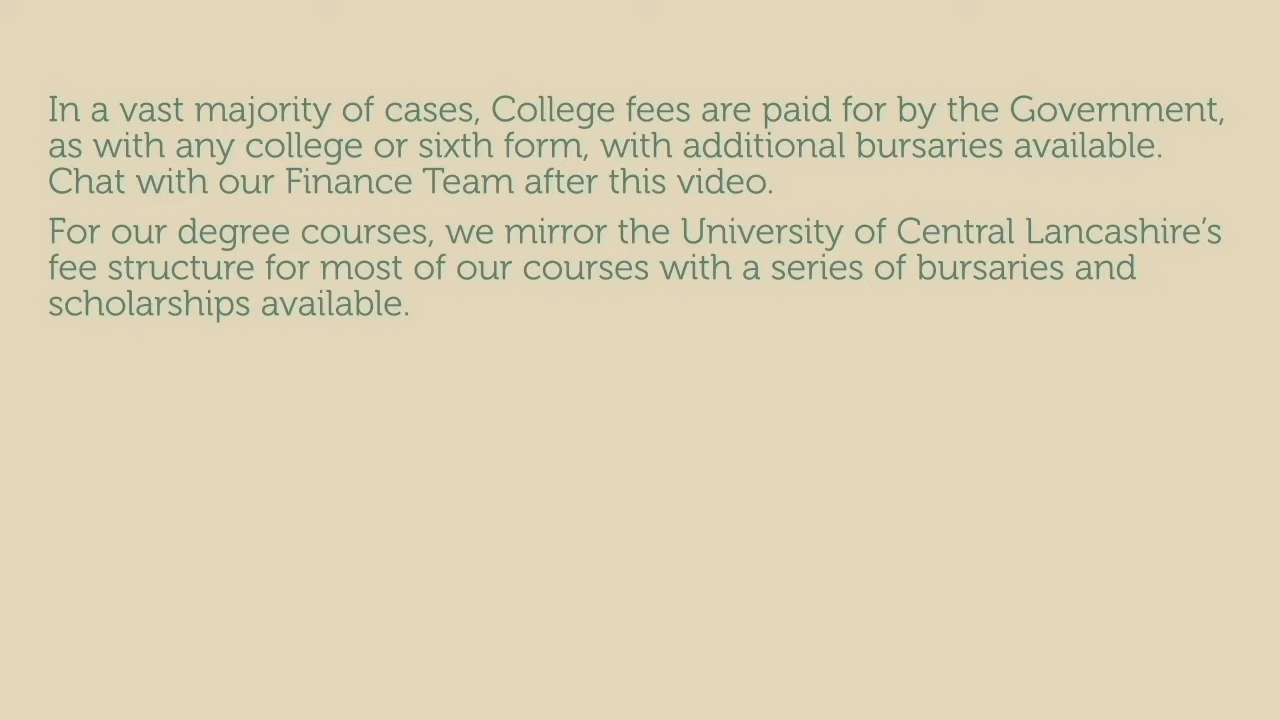 In a vast majority of cases, College fees are paid for by the Government,
as with any college or sixth form, with additional bursaries available.
Chat with our Finance Team after this video.
For our degree courses, we mirror the University of Central Lancashire’s
fee structure for most of our courses with a series of bursaries and
scholarships available.